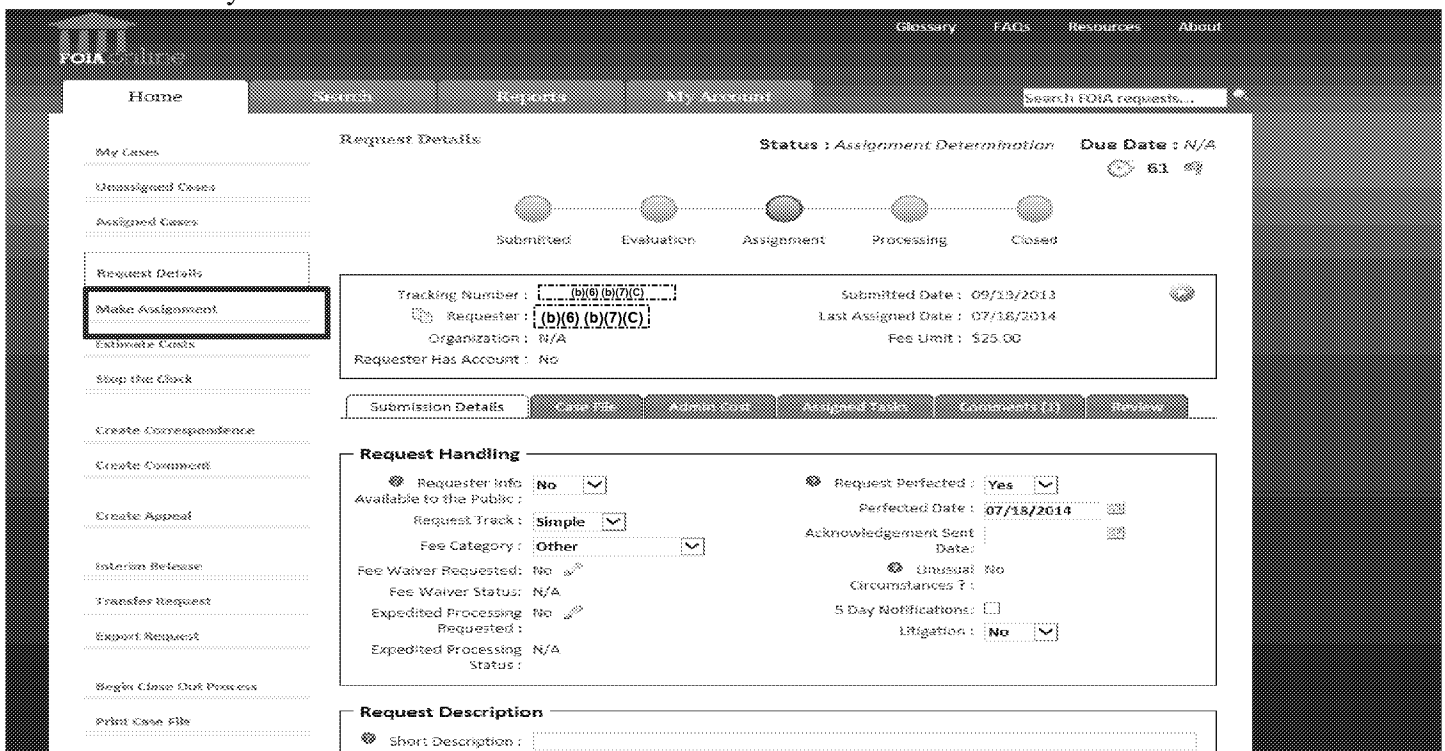 Glossary FAQs Resources About
FOIAonline
Home Search Reports My Account Search FOIA requests...
Request Details Status : Assignment Determination Due Date : N/A
61
My Cases
Unassigned Cases
Assigned Cases
Request Details
Make Assignment
Estimate Costs
Stop the Clock
Create Correspondence
Create Comment
Create Appeal
Interim Release
Transfer Request
Export Request
Begin Close Out Process
Print Case File
Submitted Evaluation Assignment Processing Closed
Tracking Number : (b)(6) (b)(7)(C) Submitted Date : 09/13/2013
Requester : (b)(6) (b)(7)(C) Last Assigned Date : 07/18/2014
Organization : N/A Fee Limit : $25.00
Requester Has Account : No
Submission Details Case File Admin Cost Assigned Tasks Comments Review
Request Handling
Requester Info No Request Perfected : Yes
Available to the Public :
Perfected Date : 07/18/2014
Request Track : Simple
Acknowledgement Sent
Date:
Fee Category : Other
Fee Waiver Requested: No Unusual No
Circumstances ? :
Fee Waiver Status: N/A
5 Day Notifications:
Expedited Processing No
Requested :
Litigation : No
Expedited Processing N/A
Status :
Request Description
Short Description :